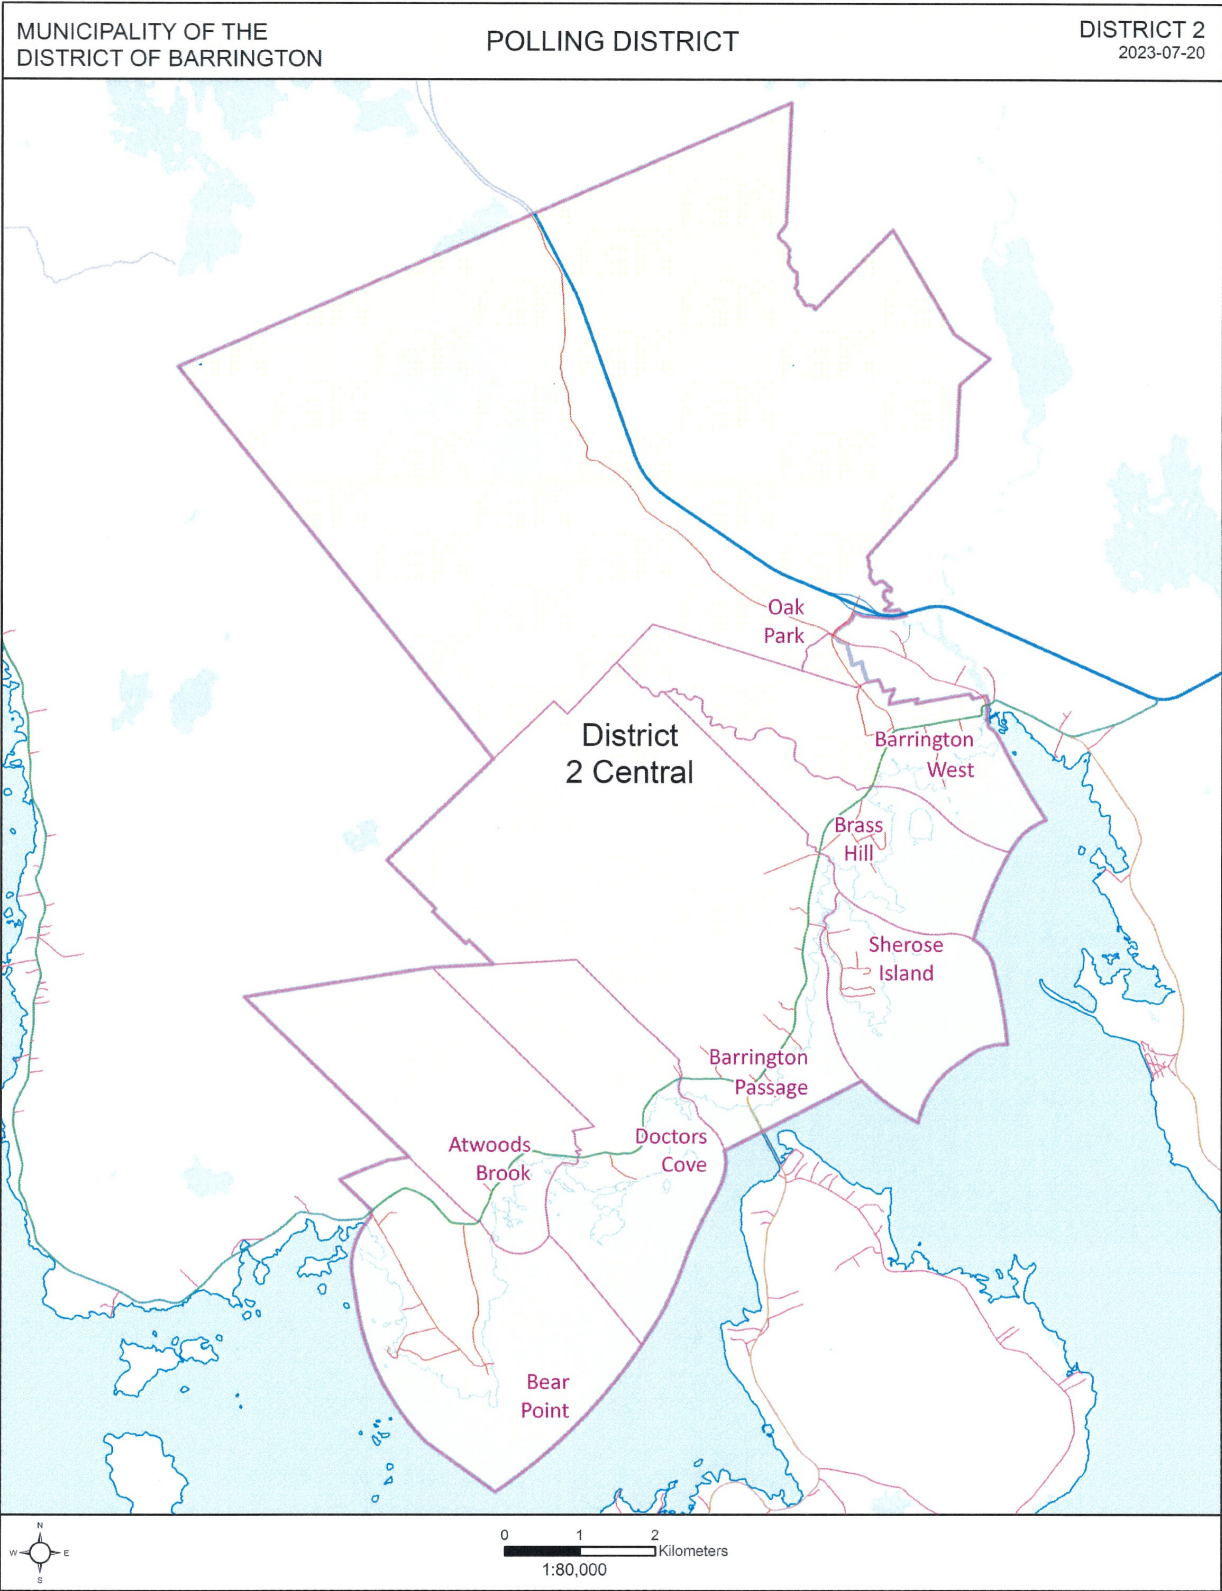 MUNICIPALITY OF THE
DISTRICT OF BARRINGTON
POLLING DISTRICT
DISTRICT 2
2023-07-20
Oak
Park
District
2 Central
Barrington
West
Brass
Hill
Sherose
Island
Barrington
Passage
Doctors
Cove
Atwoods
Brook
Bear
Point
N
W E
S
0 1 2
Kilometers
1:80,000